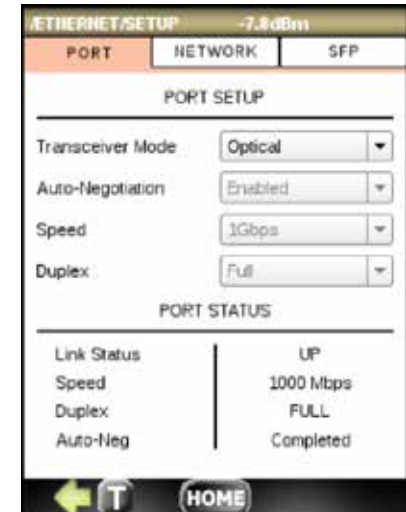 /ETHERNET/SETUP -7.8dBm
PORT NETWORK SFP
PORT SETUP
Transceiver Mode Optical
Auto-Negotiation Enabled
Speed 1Gbps
Duplex Full
PORT STATUS
Link Status UP
Speed 1000 Mbps
Duplex FULL
Auto-Neg Completed
T HOME